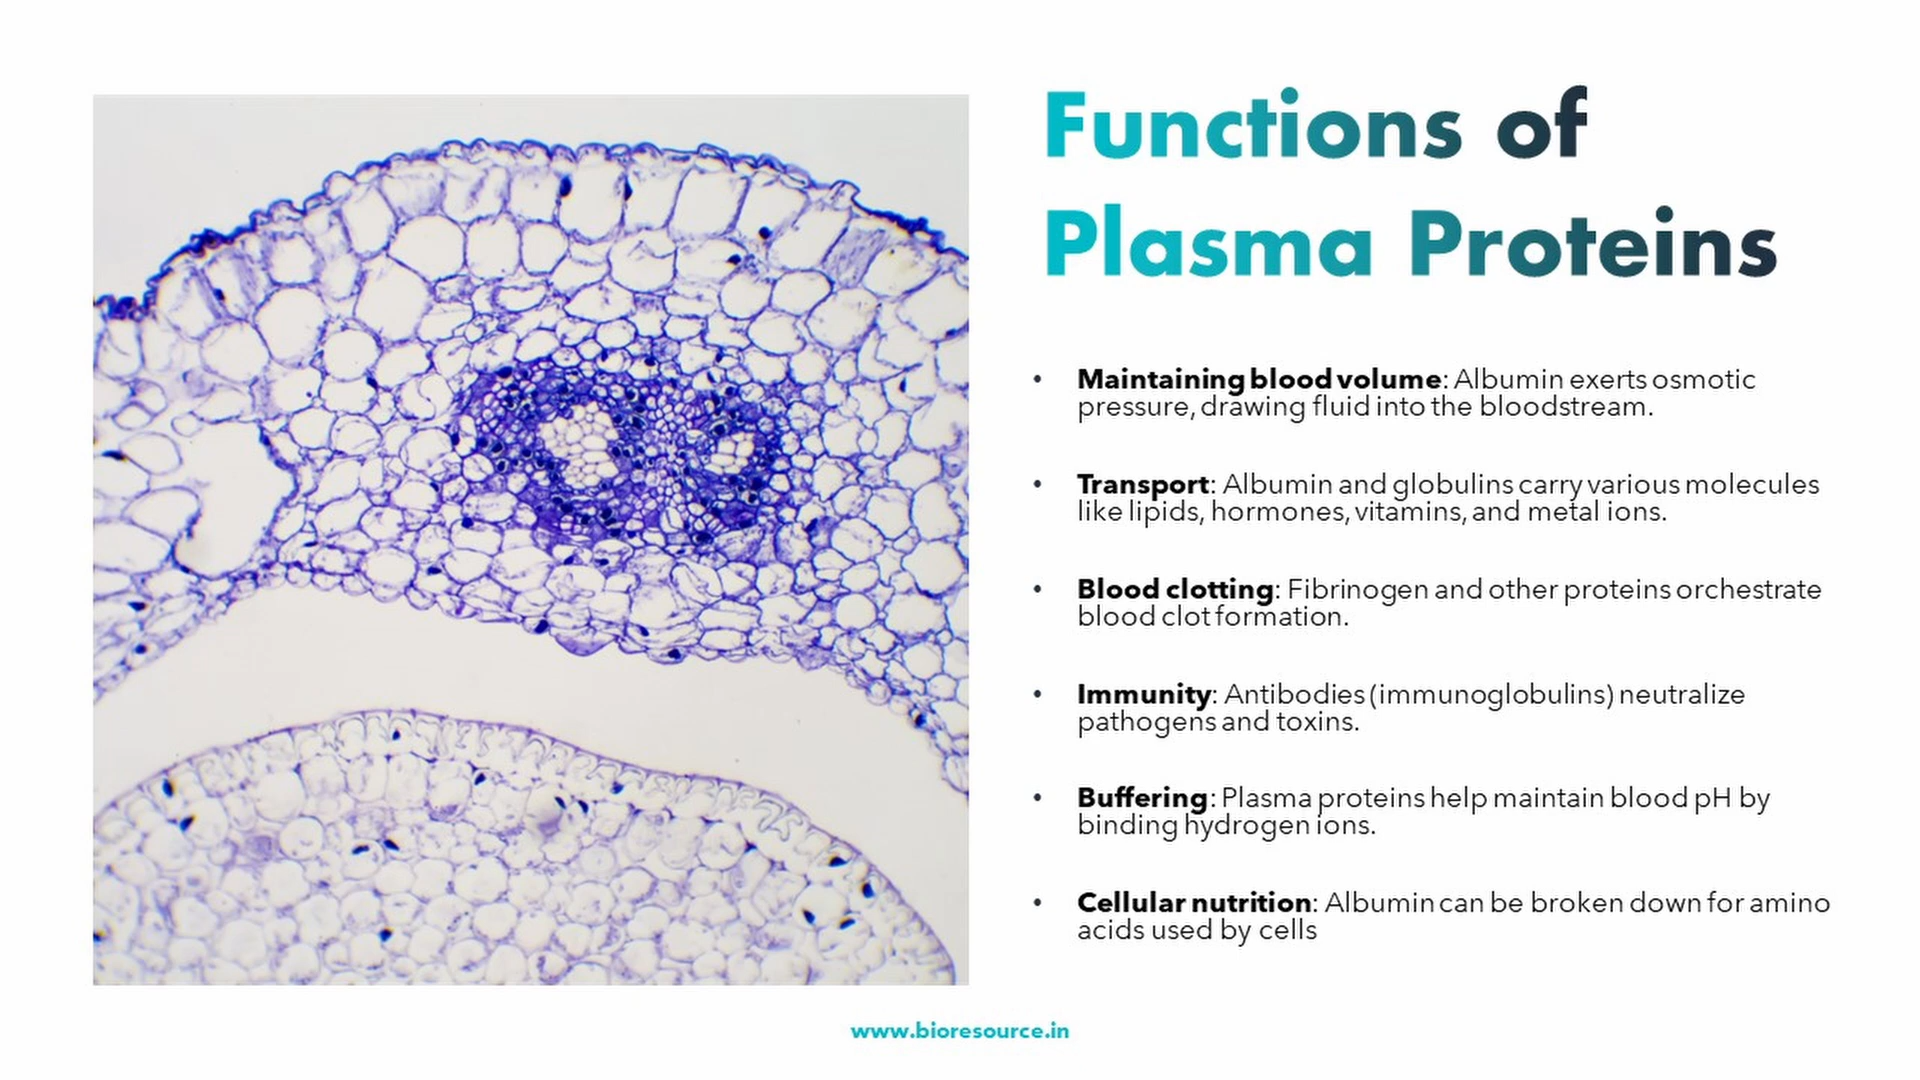 Functions of
Plasma Proteins
• Maintaining blood volume: Albumin exerts osmotic
pressure, drawing fluid into the bloodstream.
• Transport: Albumin and globulins carry various molecules
like lipids, hormones, vitamins, and metal ions.
• Blood clotting: Fibrinogen and other proteins orchestrate
blood clot formation.
• Immunity: Antibodies (immunoglobulins) neutralize
pathogens and toxins.
• Buffering: Plasma proteins help maintain blood pH by
binding hydrogen ions.
• Cellular nutrition: Albumin can be broken down for amino
acids used by cells
www.bioresource.in